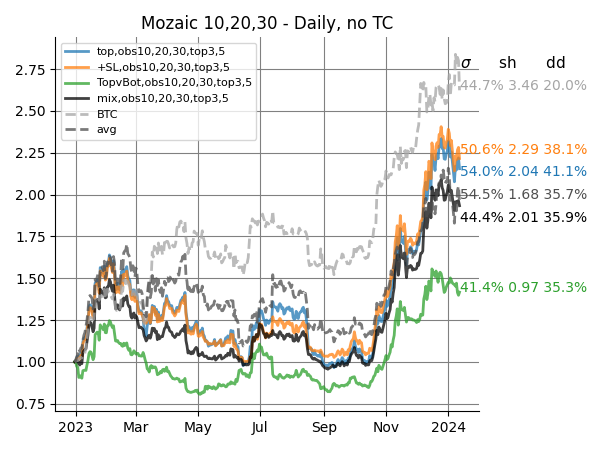 Mozaic 10,20,30 - Daily, no TC
top,obs10,20,30,top3,5
+SL,obs10,20,30,top3,5
TopvBot,obs10,20,30,top3,5
mix,obs10,20,30,top3,5
BTC
avg
σ sh dd
44.7% 3.46 20.0%
50.6% 2.29 38.1%
54.0% 2.04 41.1%
54.5% 1.68 35.7%
44.4% 2.01 35.9%
41.4% 0.97 35.3%
2.75
2.50
2.25
2.00
1.75
1.50
1.25
1.00
0.75
2023 Mar May Jul Sep Nov 2024